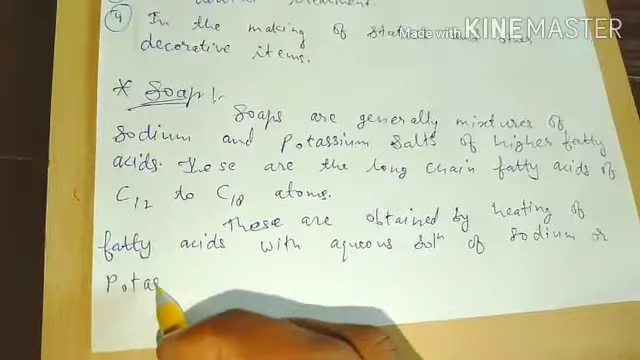 (4) In the making of
Made with KINEMASTER
decorative items.
* Soap :-
Soaps are generally mixtures of
Sodium and Potassium Salts of higher fatty
acids. These are the long chain fatty acids of
C12 to C18 atoms.
These are obtained by heating of
fatty acids with aqueous Solⁿ of Sodium or
Potas